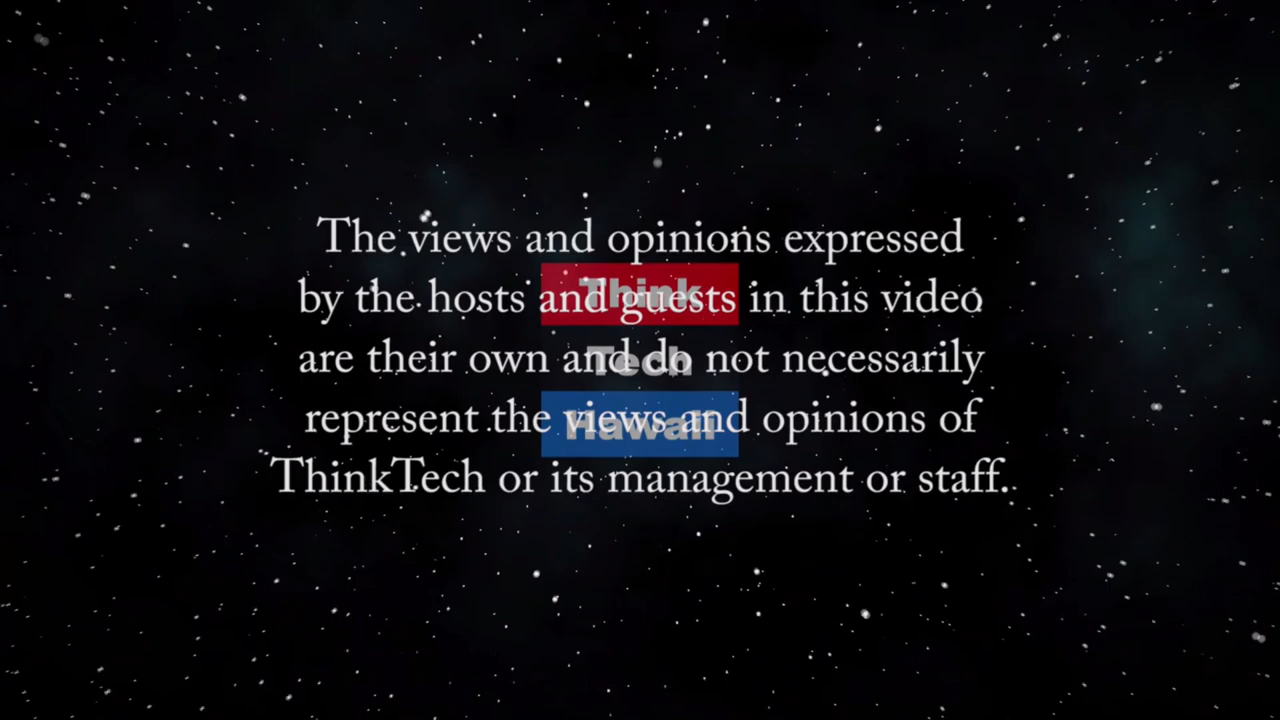 The views and opinions expressed
by the hosts and guests in this video
are their own and do not necessarily
represent the views and opinions of
ThinkTech or its management or staff.
Think
Tech
Hawaii